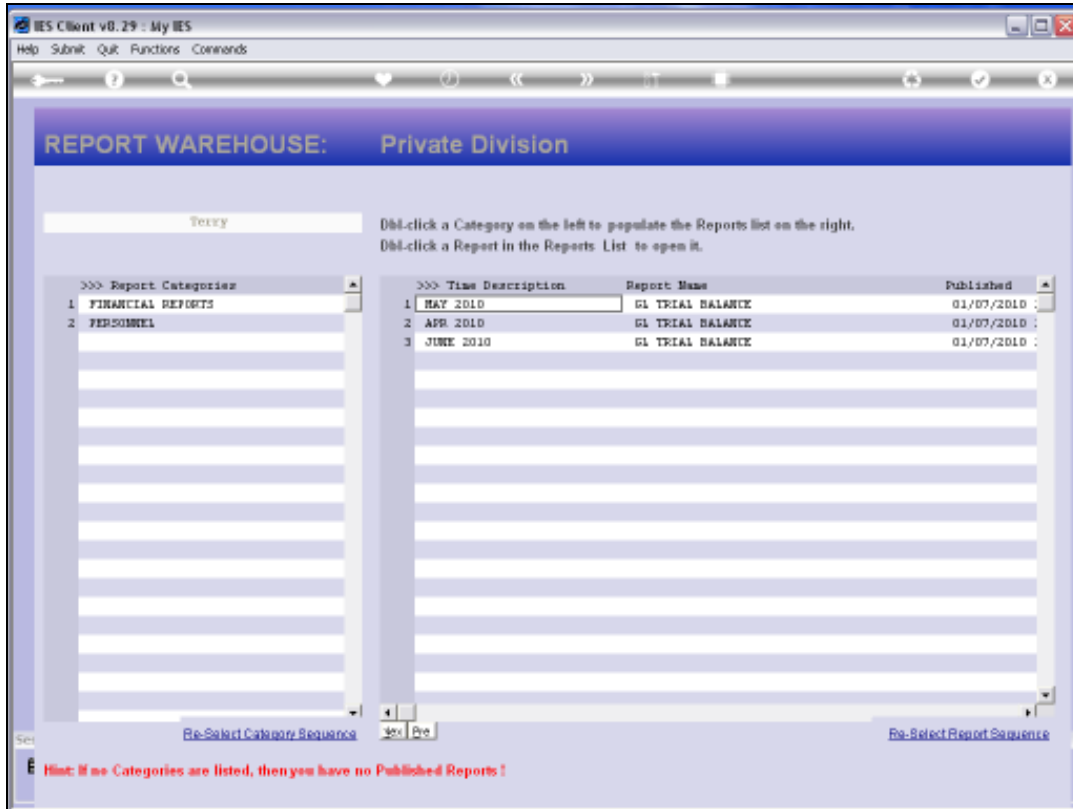 IES Client v8.29 : My IES
Help Submit Quit Functions Commands
REPORT WAREHOUSE: Private Division
Terry
Dbl-click a Category on the left to populate the Reports list on the right.
Dbl-click a Report in the Reports List to open it.
>>> Report Categories
1 FINANCIAL REPORTS
2 PERSONNEL
>>> Time Description Report Name Published
1 MAY 2010 GL TRIAL BALANCE 01/07/2010
2 APR 2010 GL TRIAL BALANCE 01/07/2010
3 JUNE 2010 GL TRIAL BALANCE 01/07/2010
Re-Select Category Sequence
Nex Pre
Re-Select Report Sequence
Hint: If no Categories are listed, then you have no Published Reports !